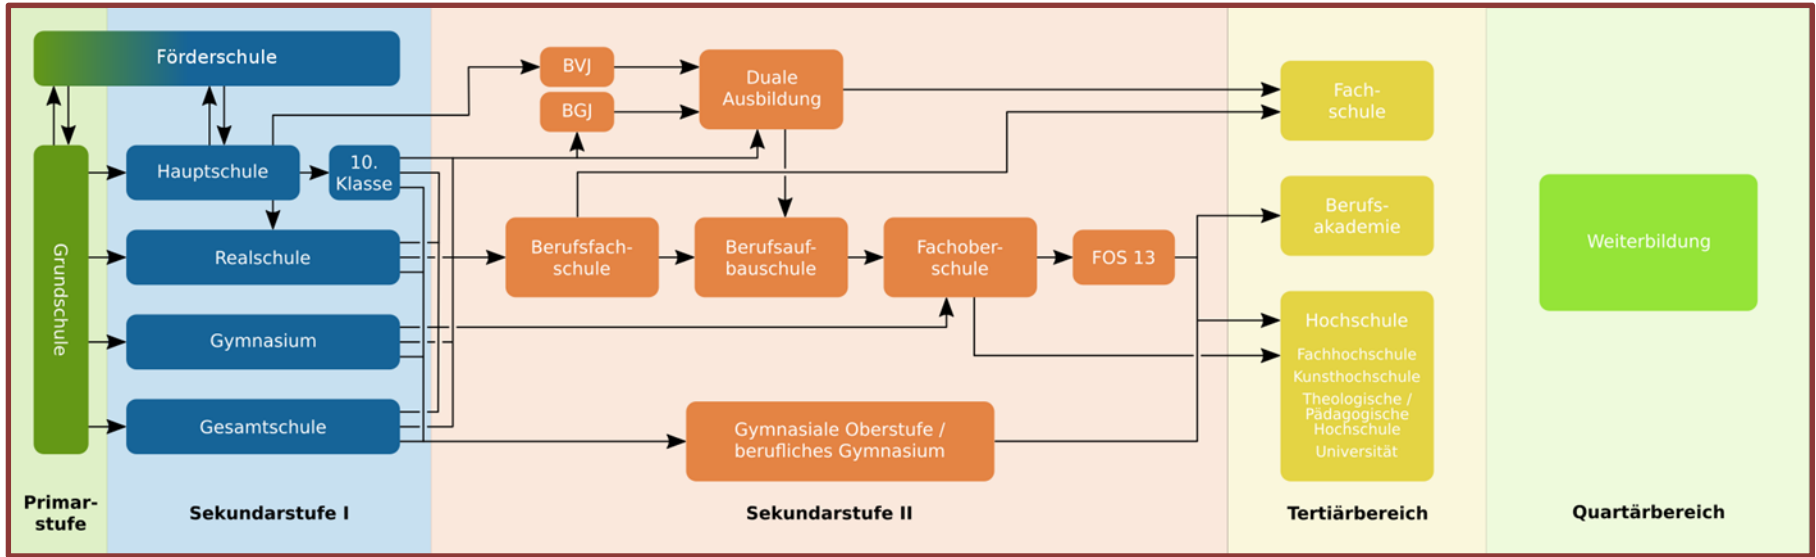 Förderschule
Grundschule
Hauptschule
10.
Klasse
Realschule
Gymnasium
Gesamtschule
BVJ
BGJ
Duale
Ausbildung
Berufsfach-
schule
Berufsauf-
bauschule
Fachober-
schule
FOS 13
Gymnasiale Oberstufe /
berufliches Gymnasium
Fach-
schule
Berufs-
akademie
Hochschule
Fachhochschule
Kunsthochschule
Theologische /
Pädagogische
Hochschule
Universität
Weiterbildung
Primar-
stufe
Sekundarstufe I
Sekundarstufe II
Tertiärbereich
Quartärbereich